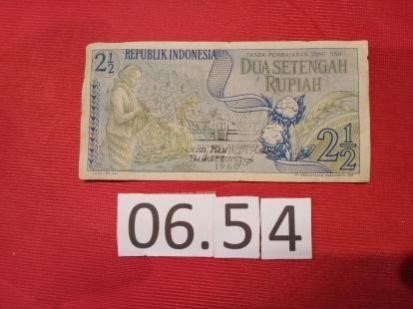 REPUBLIK INDONESIA
TANDA PEMBAJARAN JANG SAH
2½
DUA SETENGAH
RUPIAH
1960
2½
06.54